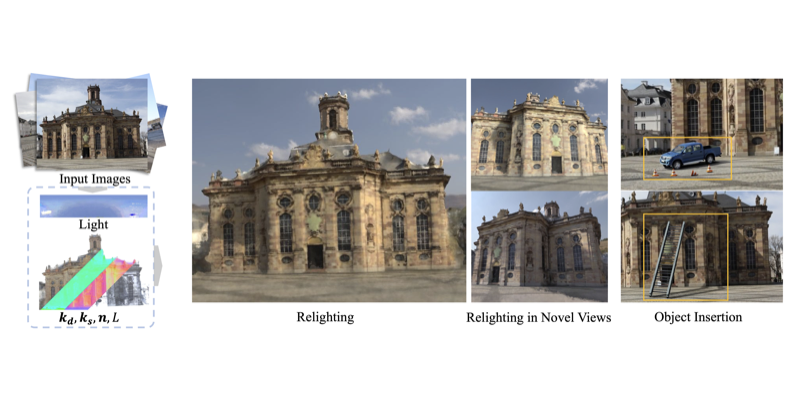 Input Images
Light
k_d, k_s, n, L
Relighting
Relighting in Novel Views
Object Insertion